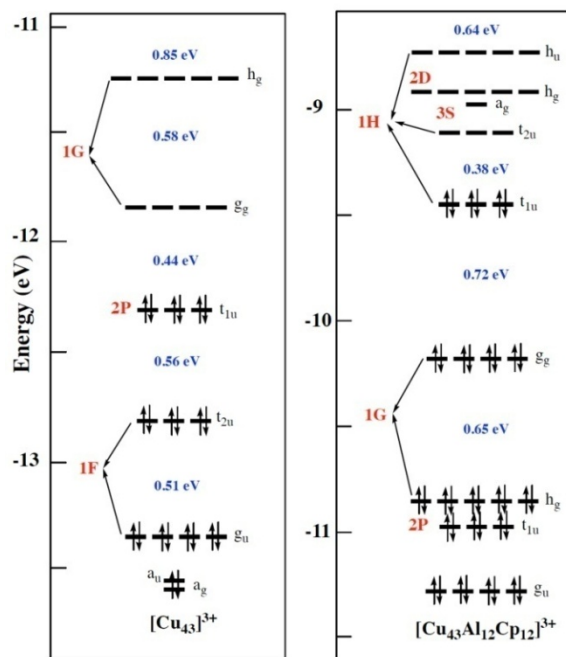 Energy (eV)
-11
-12
-13
0.85 eV
hg
0.58 eV
1G
gg
0.44 eV
2P
t1u
0.56 eV
t2u
1F
0.51 eV
gu
au
ag
[Cu43]3+
-9
-10
-11
0.64 eV
hu
2D
hg
3S
ag
1H
t2u
0.38 eV
t1u
0.72 eV
gg
1G
0.65 eV
hg
2P
t1u
gu
[Cu43Al12Cp12]3+